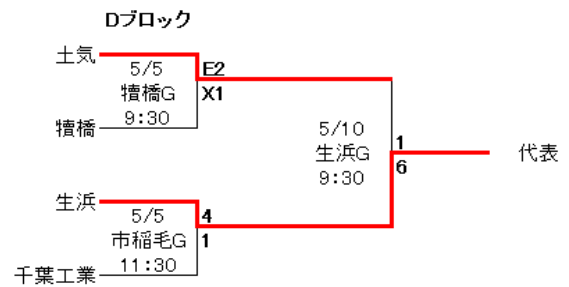 Dブロック
土気
5/5
E2
犢橋G
X1
9:30
犢橋
5/10
生浜G
9:30
1
6
代表
生浜
5/5
4
市稲毛G
1
11:30
千葉工業